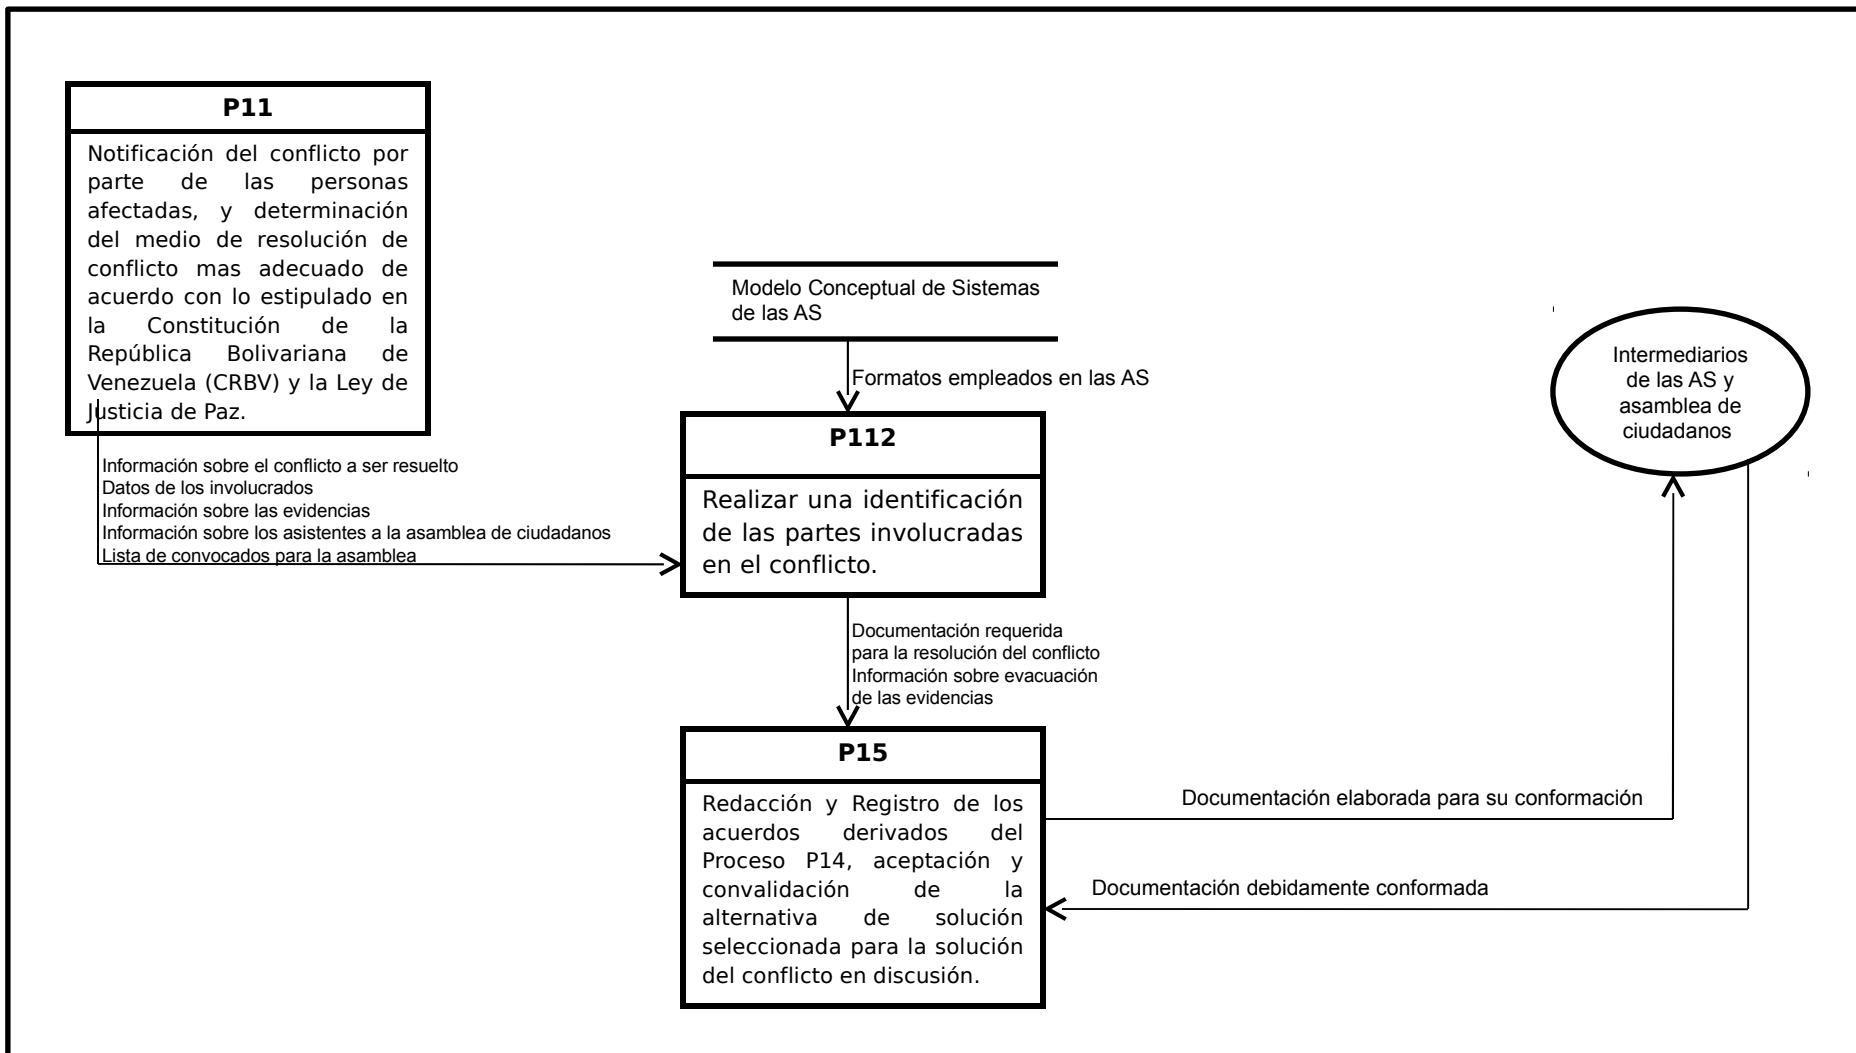 P11
Notificación del conflicto por
parte de las personas
afectadas, y determinación
del medio de resolución de
conflicto mas adecuado de
acuerdo con lo estipulado en
la Constitución de la
República Bolivariana de
Venezuela (CRBV) y la Ley de
Justicia de Paz.
Información sobre el conflicto a ser resuelto
Datos de los involucrados
Información sobre las evidencias
Información sobre los asistentes a la asamblea de ciudadanos
Lista de convocados para la asamblea
Modelo Conceptual de Sistemas
de las AS
Formatos empleados en las AS
P112
Realizar una identificación
de las partes involucradas
en el conflicto.
Documentación requerida
para la resolución del conflicto
Información sobre evacuación
de las evidencias
P15
Redacción y Registro de los
acuerdos derivados del
Proceso P14, aceptación y
convalidación de la
alternativa de solución
seleccionada para la solución
del conflicto en discusión.
Intermediarios
de las AS y
asamblea de
ciudadanos
Documentación elaborada para su conformación
Documentación debidamente conformada